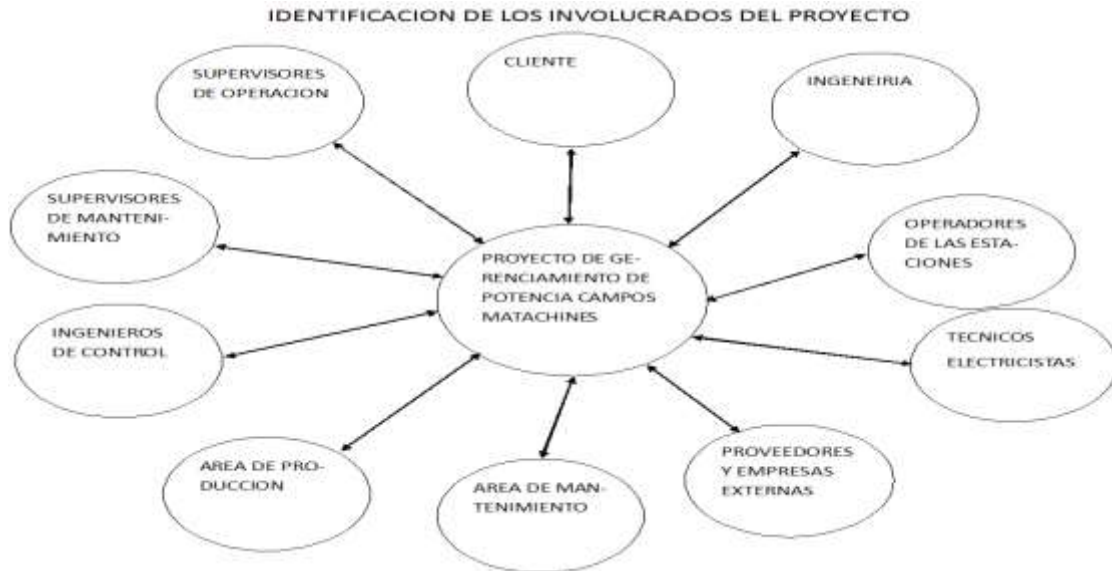 IDENTIFICACION DE LOS INVOLUCRADOS DEL PROYECTO
SUPERVISORES
DE OPERACION
CLIENTE
INGENEIRIA
SUPERVISORES
DE MANTENI-
MIENTO
OPERADORES
DE LAS ESTA-
CIONES
PROYECTO DE GE-
RENCIAMIENTO DE
POTENCIA CAMPOS
MATACHINES
INGENIEROS
DE CONTROL
TECNICOS
ELECTRICISTAS
AREA DE PRO-
DUCCION
AREA DE MAN-
TENIMIENTO
PROVEEDORES
Y EMPRESAS
EXTERNAS